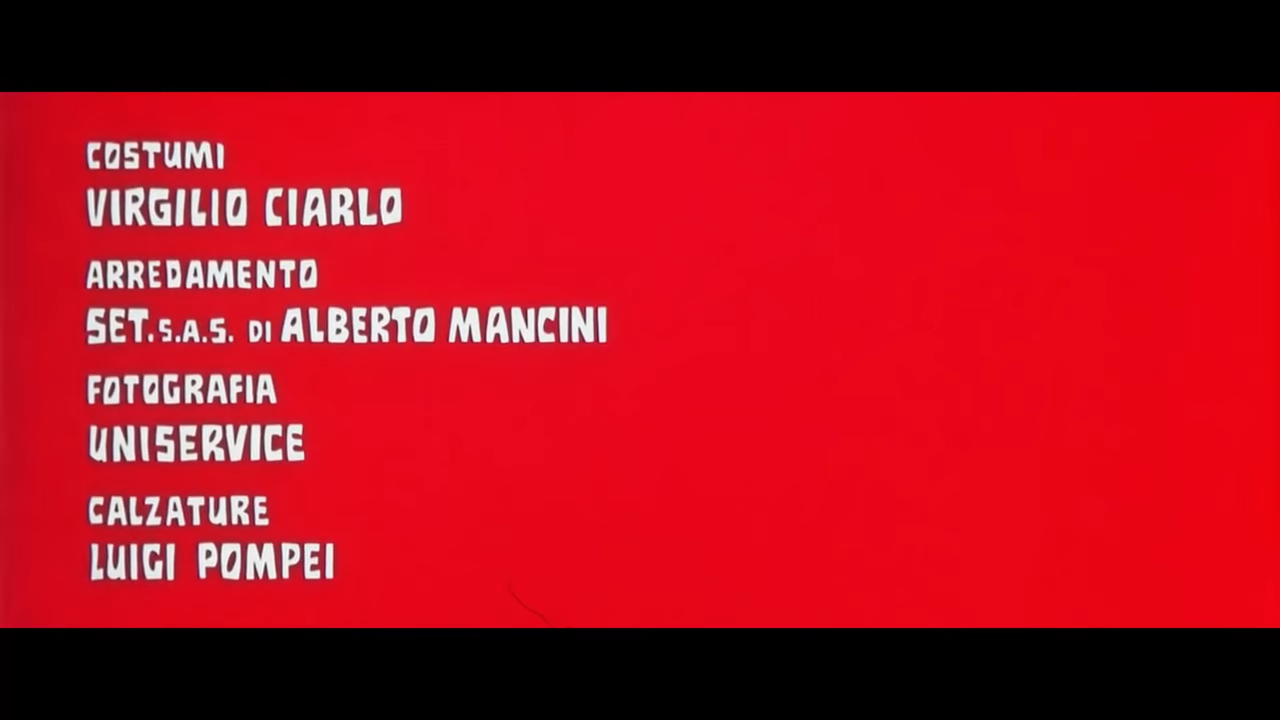 COSTUMI
VIRGILIO CIARLO
ARREDAMENTO
SET.S.A.S. DI ALBERTO MANCINI
FOTOGRAFIA
UNISERVICE
CALZATURE
LUIGI POMPEI